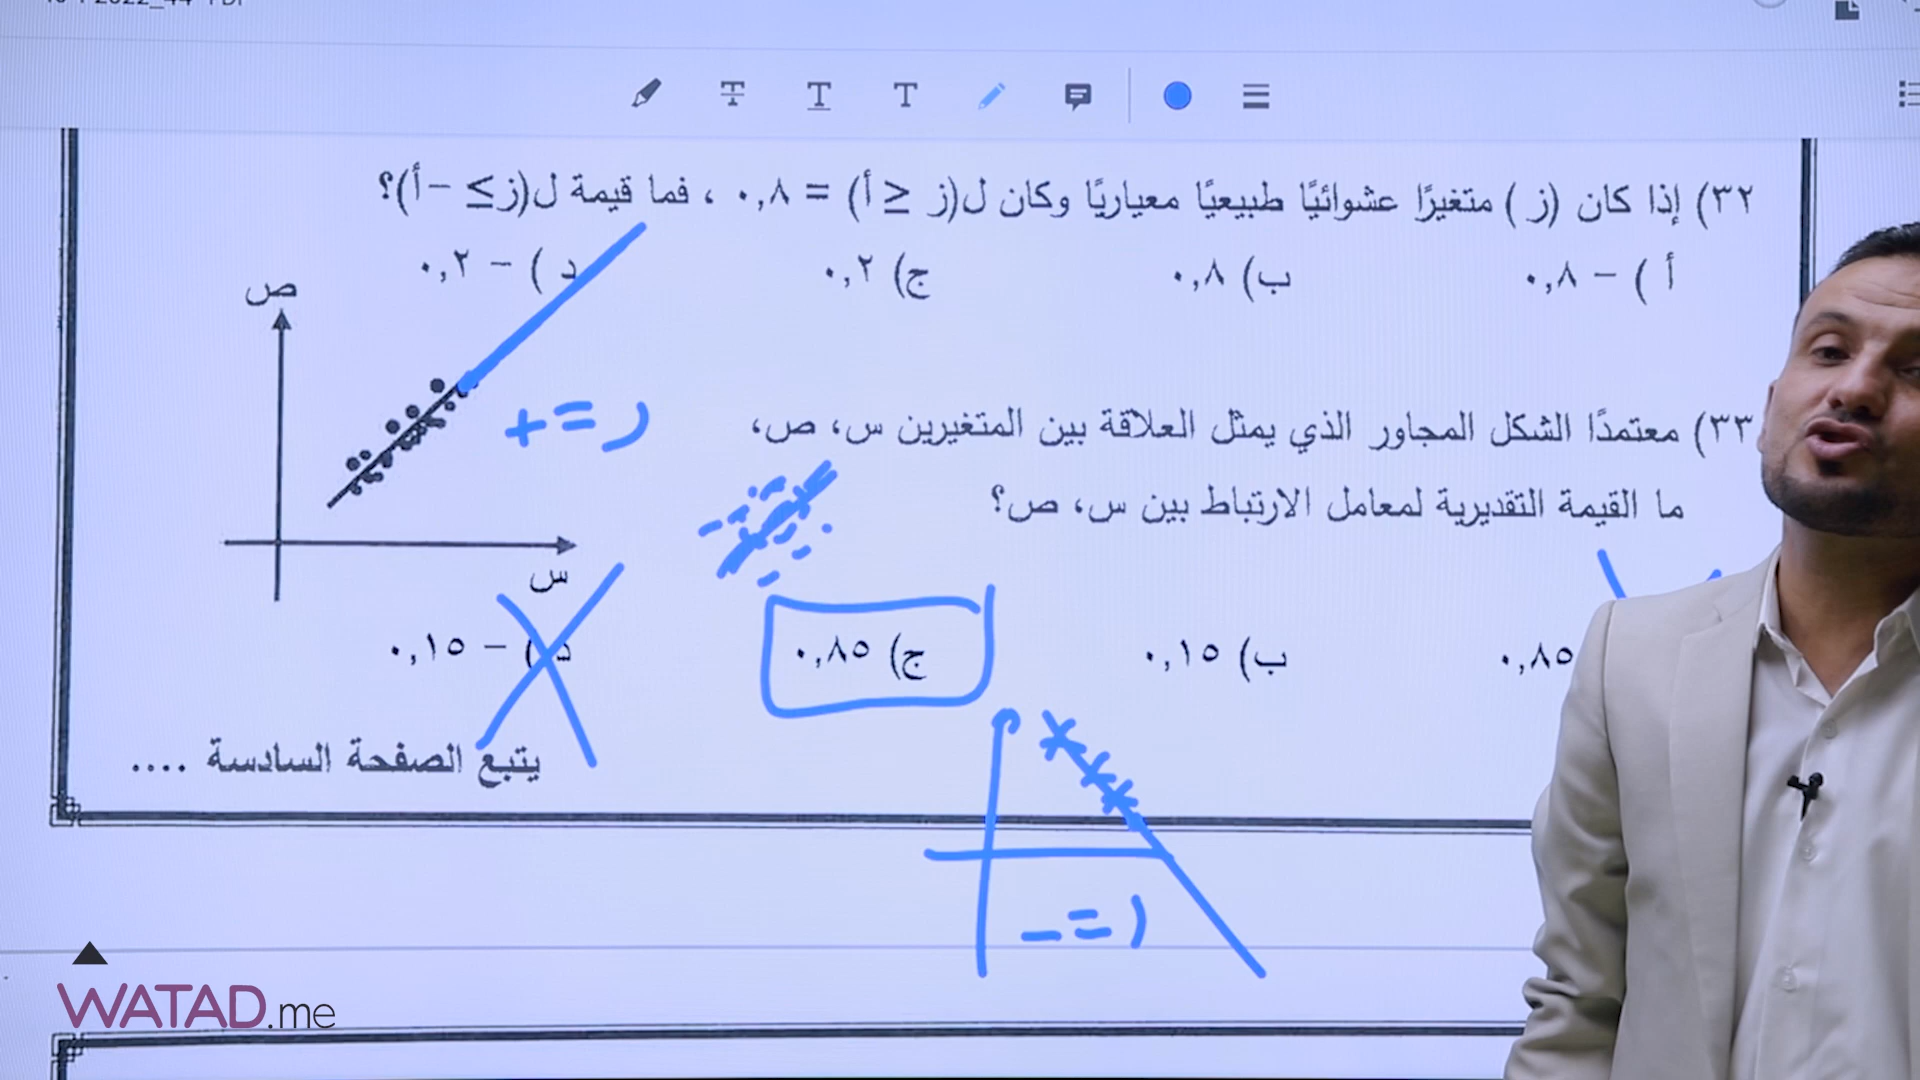 ٣٢) إذا كان (ز) متغيرًا عشوائيًا طبيعيًا معياريًا وكان ل(ز ≤ أ) = ٠,٨ ، فما قيمة ل(ز≥ −أ)؟
أ ) − ٠,٨ ب) ٠,٨ ج) ٠,٢ د ) − ٠,٢
ص
٣٣) معتمدًا الشكل المجاور الذي يمثل العلاقة بين المتغيرين س، ص،
ر = +
ما القيمة التقديرية لمعامل الارتباط بين س، ص؟
س
٠,٨٥ ب) ٠,١٥ ج) ٠,٨٥ د ) − ٠,١٥
يتبع الصفحة السادسة ....
ر = −
WATAD.me